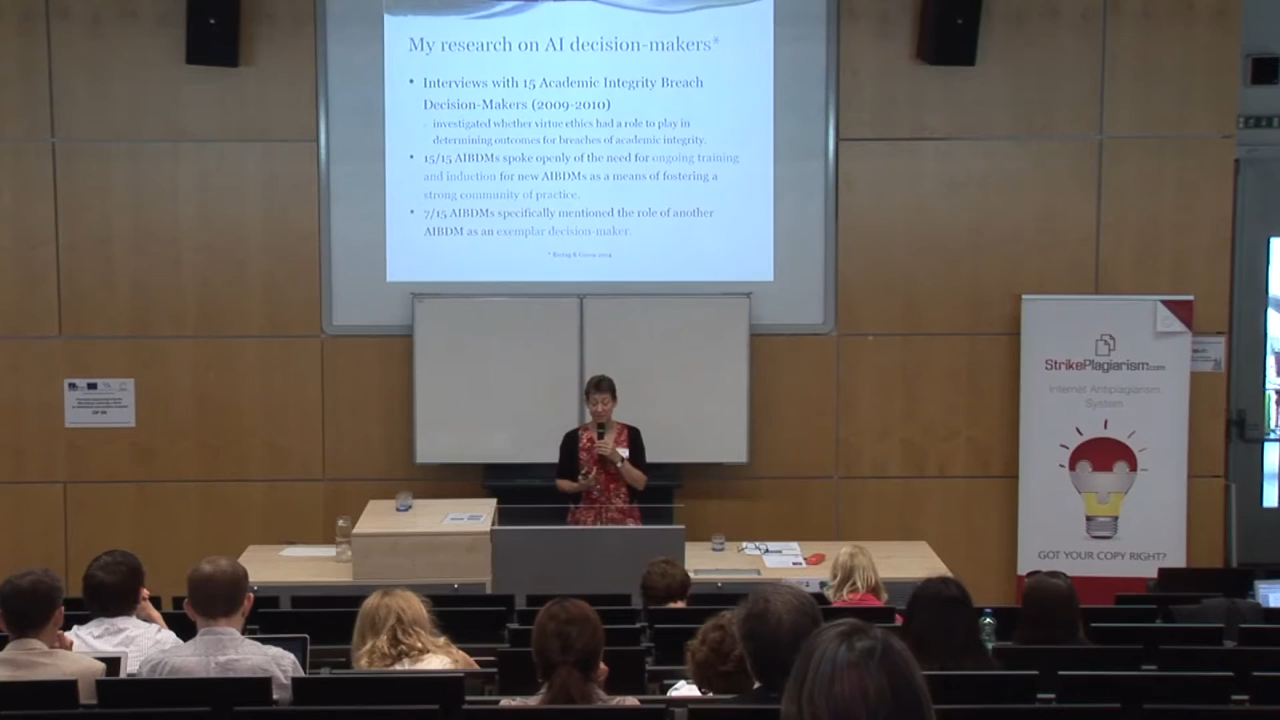 My research on AI decision-makers*
• Interviews with 15 Academic Integrity Breach
Decision-Makers (2009-2010)
– investigated whether virtue ethics had a role to play in
determining outcomes for breaches of academic integrity.
• 15/15 AIBDMs spoke openly of the need for ongoing training
and induction for new AIBDMs as a means of fostering a
strong community of practice.
• 7/15 AIBDMs specifically mentioned the role of another
AIBDM as an exemplar decision-maker.
StrikePlagiarism.com
Internet Antiplagiarism
System
GOT YOUR COPY RIGHT?